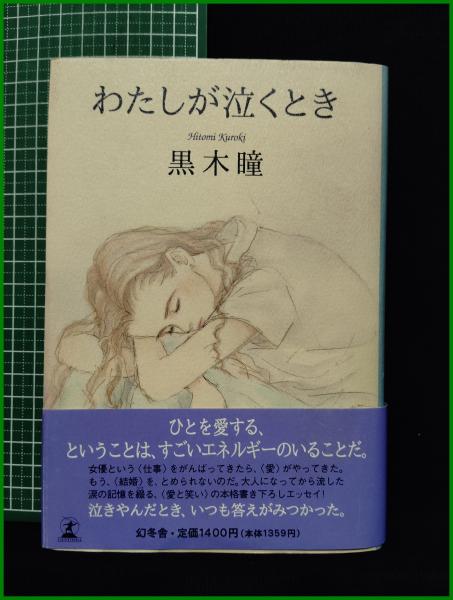 わたしが泣くとき
Hitomi Kuroki
黒木瞳
ひとを愛する、
ということは、すごいエネルギーのいることだ。
女優という〈仕事〉をがんばってきたら、〈愛〉がやってきた。
もう、〈結婚〉を、とめられないのだ。大人になってから流した
涙の記憶を綴る、〈愛と笑い〉の本格書き下ろしエッセイ!
泣きやんだとき、いつも答えがみつかった。
幻冬舎・定価1400円(本体1359円)